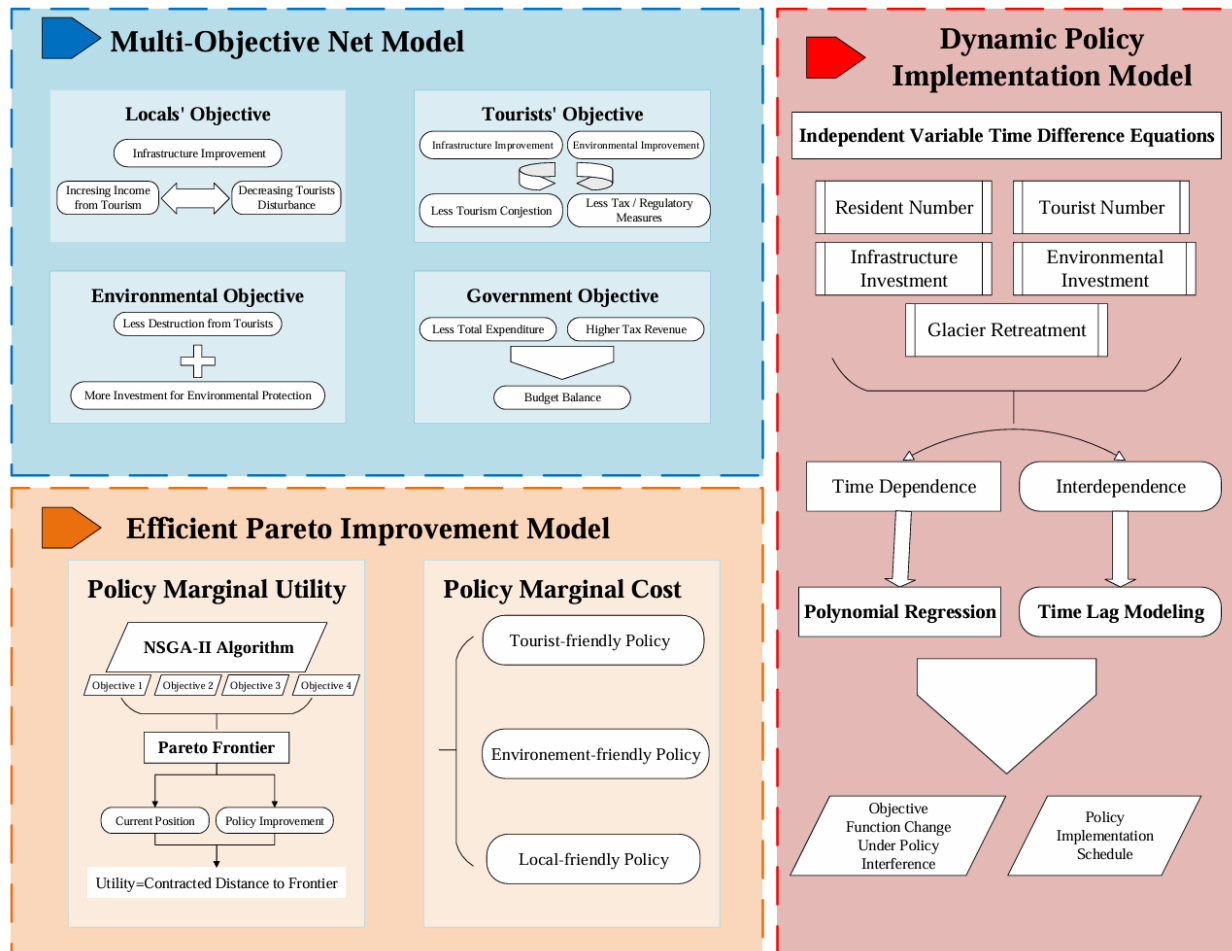 Multi-Objective Net Model
Locals' Objective
Infrastructure Improvement
Incresing Income
from Tourism
Decreasing Tourists
Disturbance
Tourists' Objective
Infrastructure Improvement
Environmental Improvement
Less Tourism Conjestion
Less Tax / Regulatory
Measures
Environmental Objective
Less Destruction from Tourists
More Investment for Environmental Protection
Government Objective
Less Total Expenditure
Higher Tax Revenue
Budget Balance
Efficient Pareto Improvement Model
Policy Marginal Utility
NSGA-II Algorithm
Objective 1
Objective 2
Objective 3
Objective 4
Pareto Frontier
Current Position
Policy Improvement
Utility=Contracted Distance to Frontier
Policy Marginal Cost
Tourist-friendly Policy
Environement-friendly Policy
Local-friendly Policy
Dynamic Policy
Implementation Model
Independent Variable Time Difference Equations
Resident Number
Tourist Number
Infrastructure
Investment
Environmental
Investment
Glacier Retreatment
Time Dependence
Interdependence
Polynomial Regression
Time Lag Modeling
Objective
Function Change
Under Policy
Interference
Policy
Implementation
Schedule